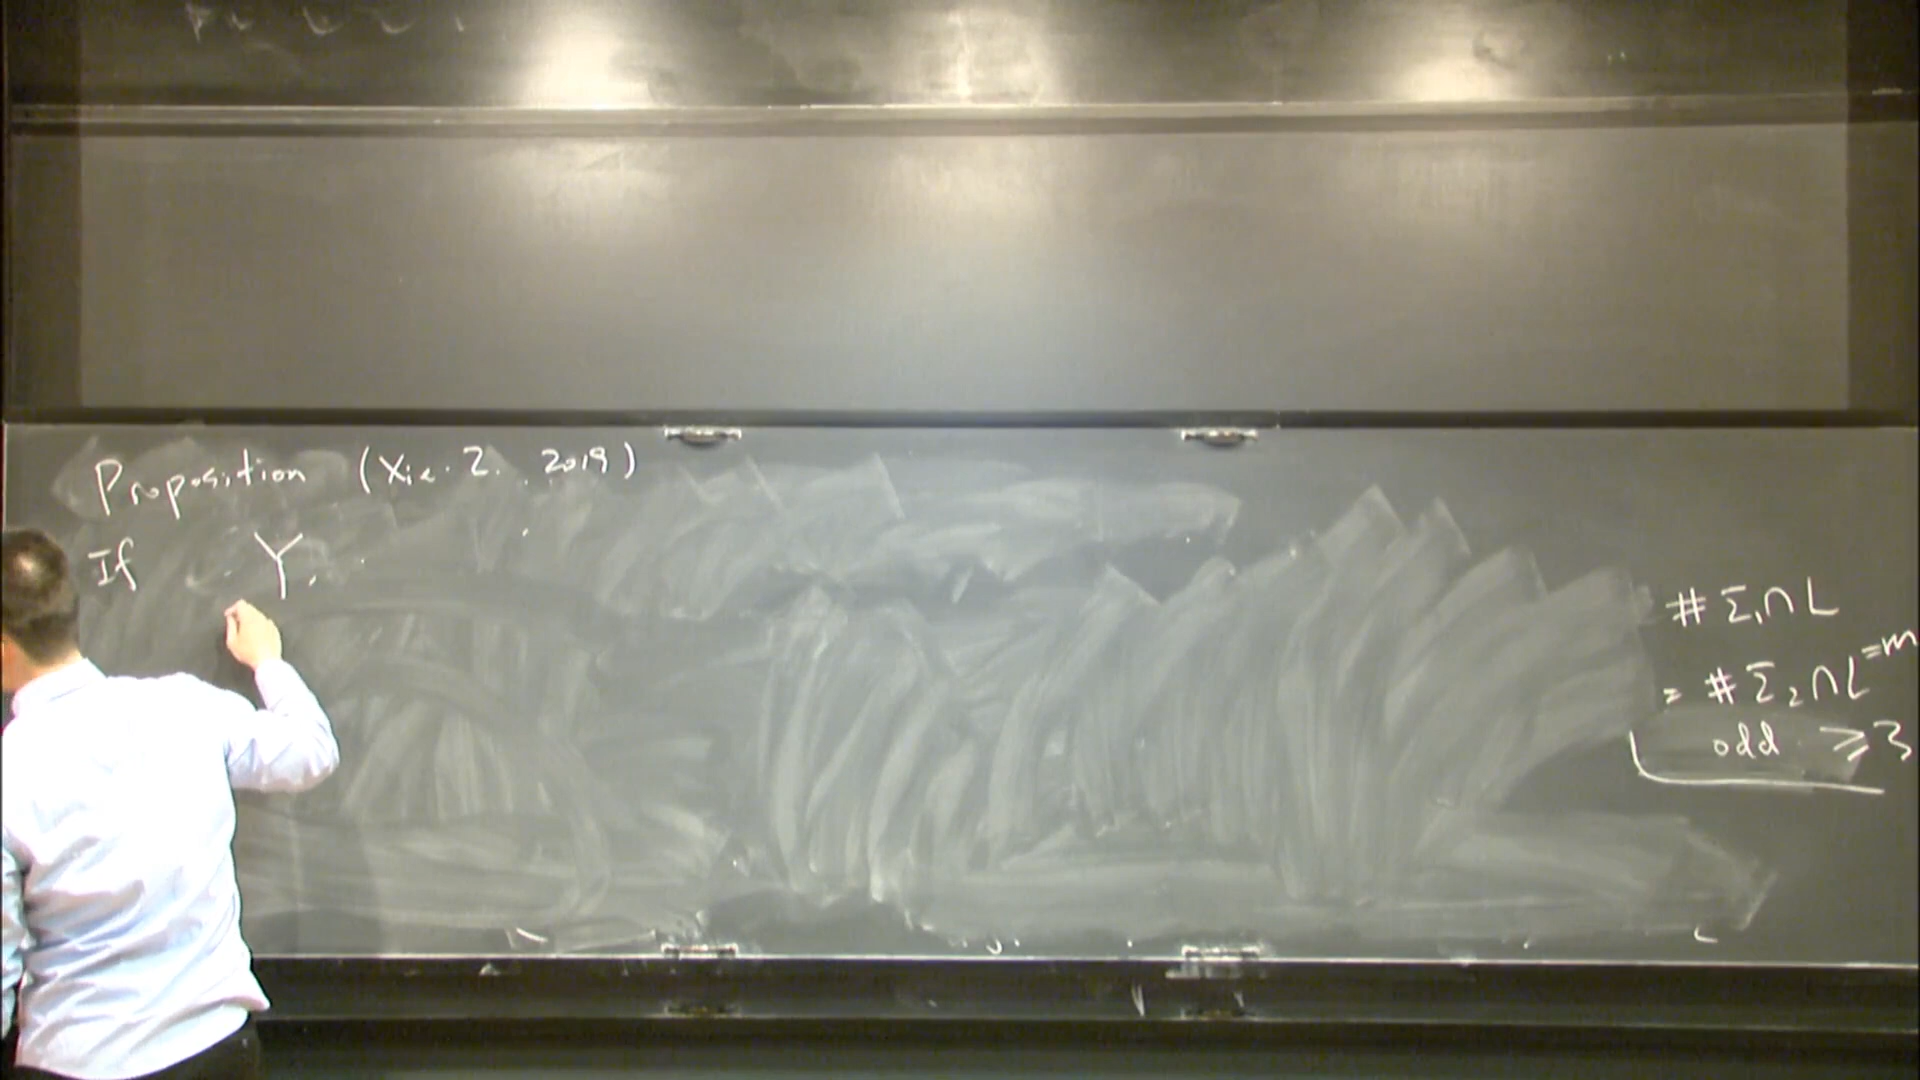 Proposition (Xie. Z. 2019)
If Y
# Σ₁∩L
= # Σ₂∩L =m
odd ≥3